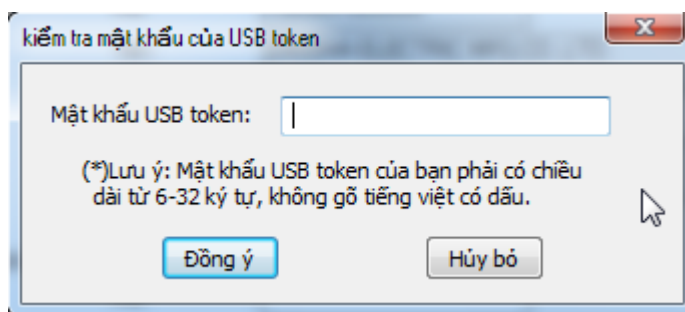 kiểm tra mật khẩu của USB token
Mật khẩu USB token:
(*)Lưu ý: Mật khẩu USB token của bạn phải có chiều
dài từ 6-32 ký tự, không gõ tiếng việt có dấu.
Đồng ý
Hủy bỏ